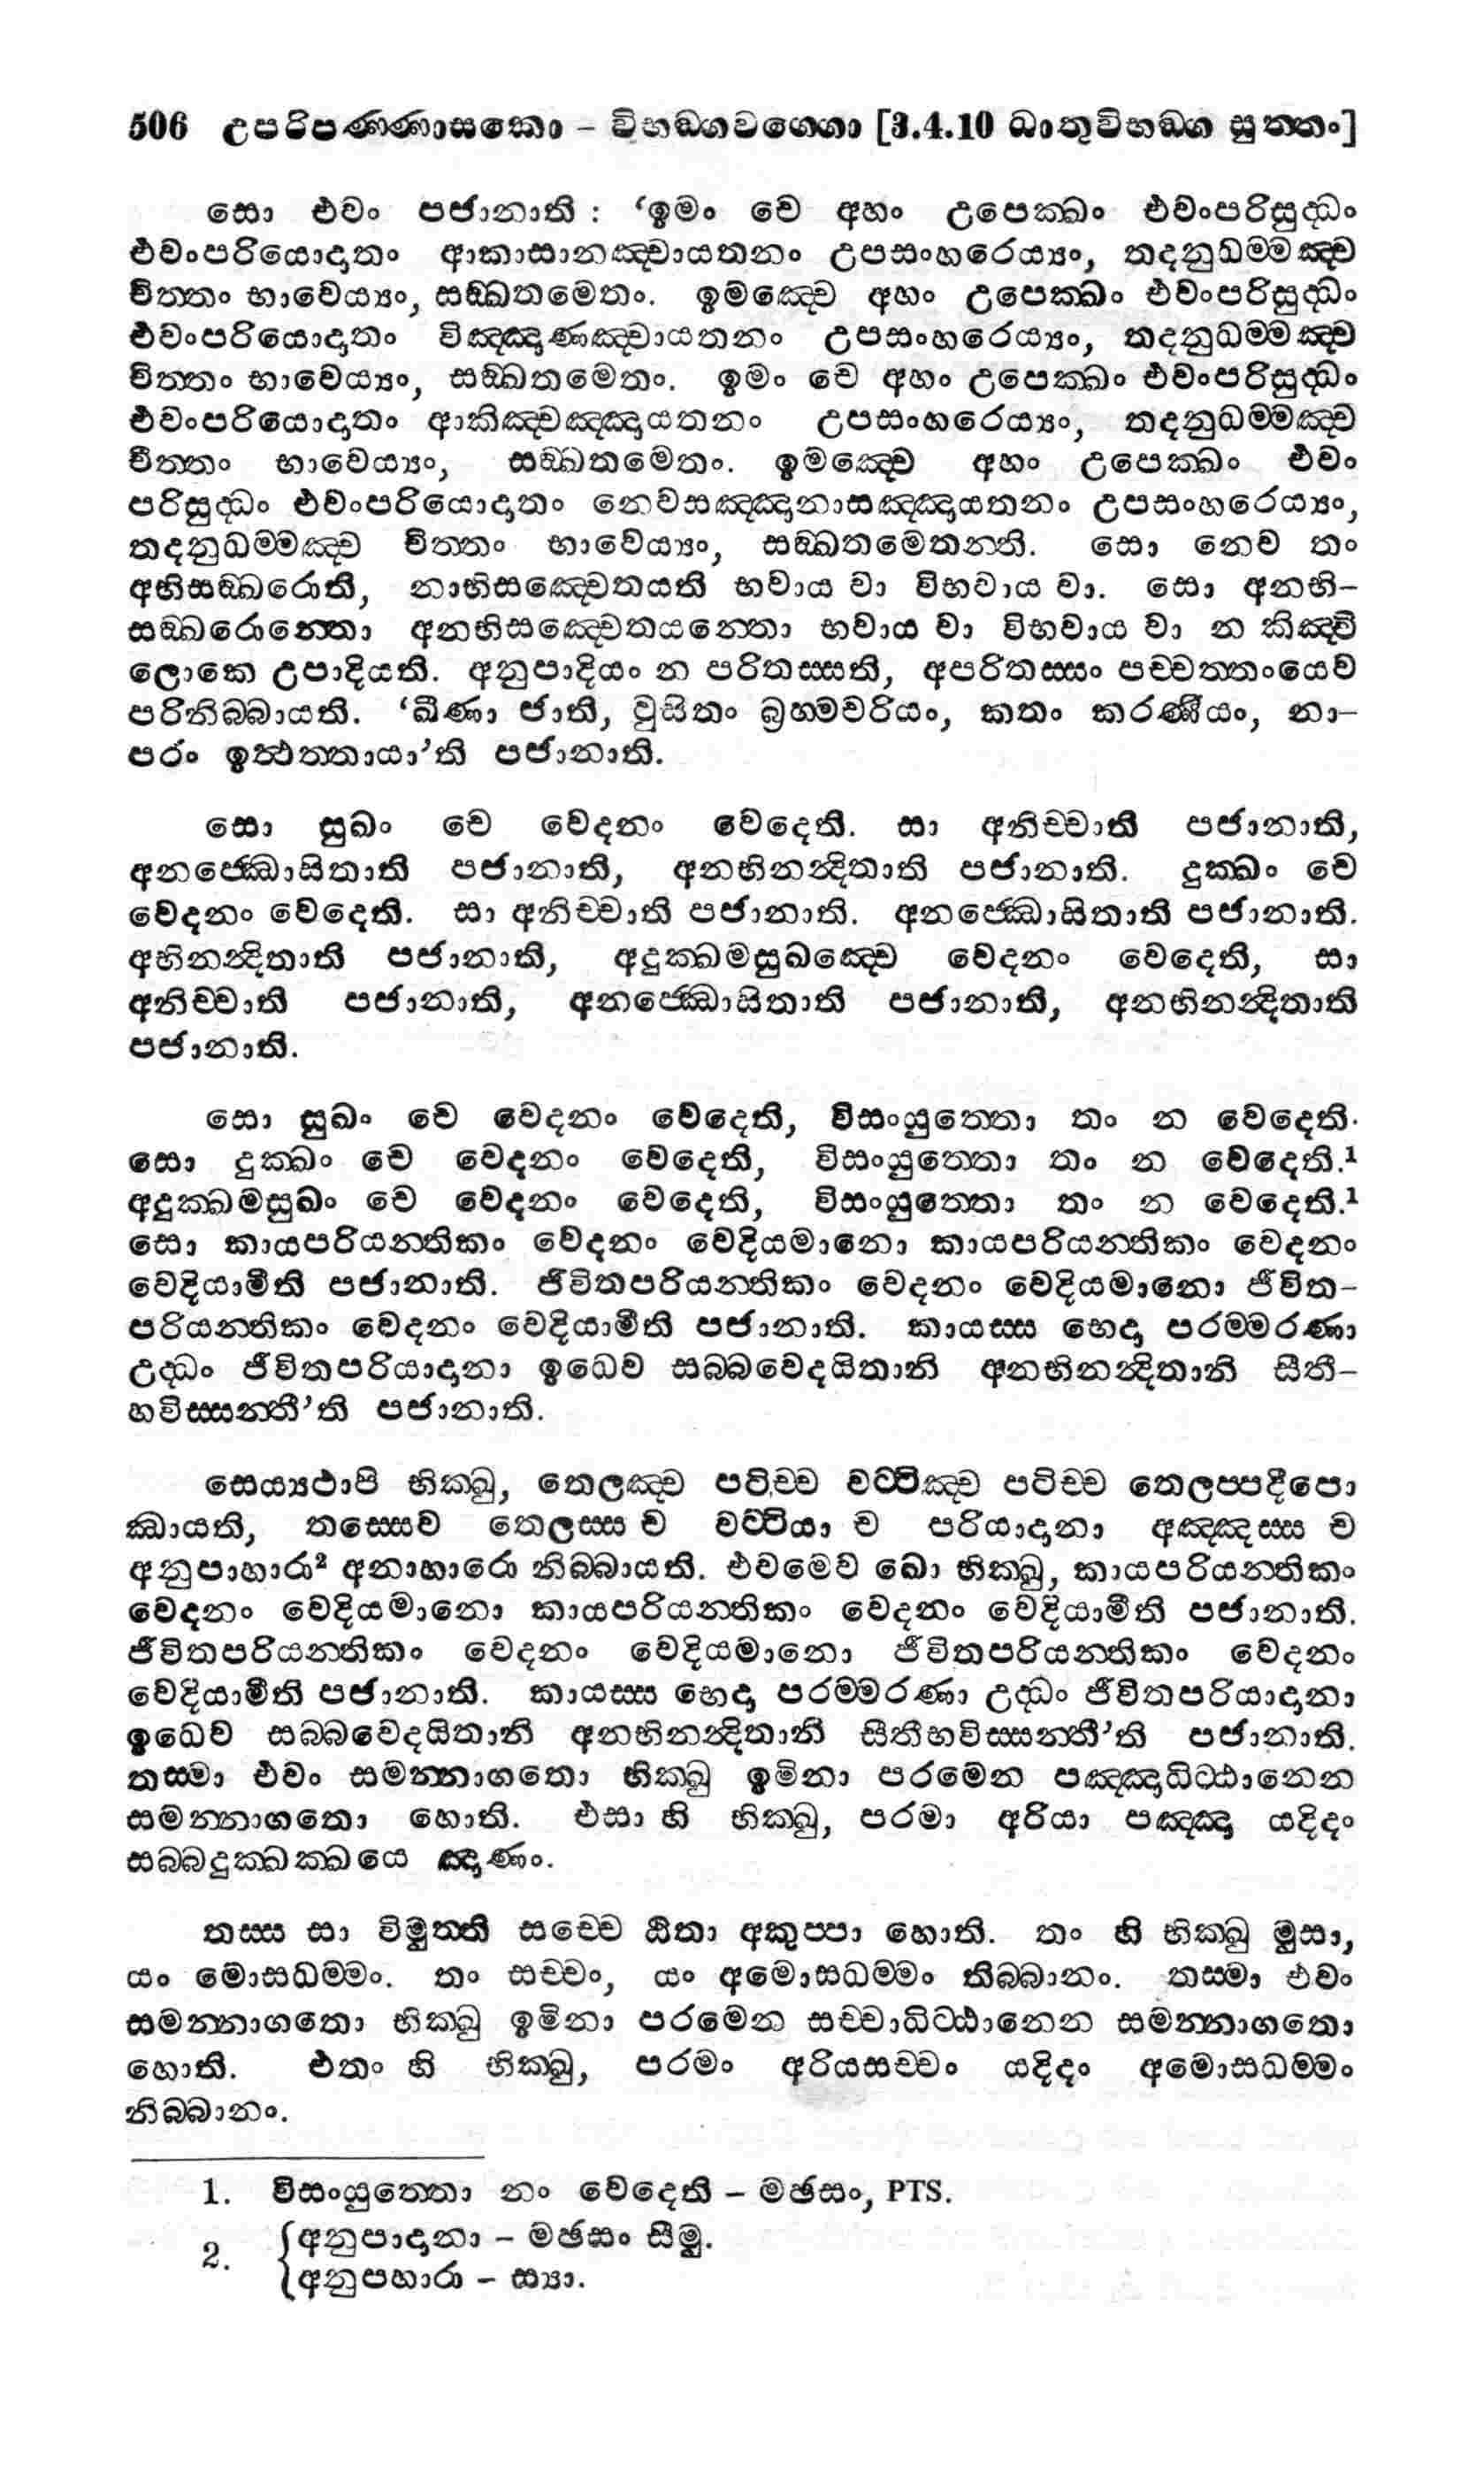 506 උපරිපණ්ණාසකො - විභඞ්ගවග්ගො [3.4.10 ධාතුවිභඞ්ග සුත්තං]
සො එවං පජානාති : ‘ඉමං චෙ අහං උපෙක්ඛං එවංපරිසුද්ධං
එවංපරියොදාතං ආකාසානඤ්චායතනං උපසංහරෙය්‍යං, තදනුධම්මඤ්ච
චිත්තං භාවෙය්‍යං, සඞ්ඛතමෙතං. ඉමඤ්චෙ අහං උපෙක්ඛං එවංපරිසුද්ධං
එවංපරියොදාතං විඤ්ඤාණඤ්චායතනං උපසංහරෙය්‍යං, තදනුධම්මඤ්ච
චිත්තං භාවෙය්‍යං, සඞ්ඛතමෙතං. ඉමං චෙ අහං උපෙක්ඛං එවංපරිසුද්ධං
එවංපරියොදාතං ආකිඤ්චඤ්ඤායතනං උපසංහරෙය්‍යං, තදනුධම්මඤ්ච
චිත්තං භාවෙය්‍යං, සඞ්ඛතමෙතං. ඉමඤ්චෙ අහං උපෙක්ඛං එවං
පරිසුද්ධං එවංපරියොදාතං නෙවසඤ්ඤානාසඤ්ඤායතනං උපසංහරෙය්‍යං,
තදනුධම්මඤ්ච චිත්තං භාවෙය්‍යං, සඞ්ඛතමෙතන්ති. සො නෙව තං
අභිසඞ්ඛරොති, නාභිසඤ්චෙතයති භවාය වා විභවාය වා. සො අනභි-
සඞ්ඛරොන්තො අනභිසඤ්චෙතයන්තො භවාය වා විභවාය වා න කිඤ්චි
ලොකෙ උපාදියති. අනුපාදියං න පරිතස්සති, අපරිතස්සං පච්චත්තංයෙව
පරිනිබ්බායති. ‘ඛීණා ජාති, වුසිතං බ්‍රහ්මචරියං, කතං කරණීයං, නා-
පරං ඉත්ථත්තායා’ති පජානාති.
සො සුඛං චෙ වෙදනං වෙදෙති. සා අනිච්චාති පජානාති,
අනජ්ඣොසිතාති පජානාති, අනභිනන්දිතාති පජානාති. දුක්ඛං චෙ
වෙදනං වෙදෙති. සා අනිච්චාති පජානාති. අනජ්ඣොසිතාති පජානාති.
අභිනන්දිතාති පජානාති, අදුක්ඛමසුඛඤ්චෙ වෙදනං වෙදෙති, සා
අනිච්චාති පජානාති, අනජ්ඣොසිතාති පජානාති, අනභිනන්දිතාති
පජානාති.
සො සුඛං චෙ වෙදනං වෙදෙති, විසංයුත්තො තං න වෙදෙති.
සො දුක්ඛං චෙ වෙදනං වෙදෙති, විසංයුත්තො තං න වෙදෙති.¹
අදුක්ඛමසුඛං චෙ වෙදනං වෙදෙති, විසංයුත්තො තං න වෙදෙති.¹
සො කායපරියන්තිකං වෙදනං වෙදියමානො කායපරියන්තිකං වෙදනං
වෙදියාමීති පජානාති. ජීවිතපරියන්තිකං වෙදනං වෙදියමානො ජීවිත-
පරියන්තිකං වෙදනං වෙදියාමීති පජානාති. කායස්ස භෙදා පරම්මරණා
උද්ධං ජීවිතපරියාදානා ඉධෙව සබ්බවෙදයිතානි අනභිනන්දිතානි සීතී-
භවිස්සන්තී’ති පජානාති.
සෙය්‍යථාපි භික්ඛු, තෙලඤ්ච පටිච්ච වට්ටිඤ්ච පටිච්ච තෙලප්පදීපො
ඣායති, තස්සෙව තෙලස්ස ච වට්ටියා ච පරියාදානා අඤ්ඤස්ස ච
අනුපාහාරා² අනාහාරො නිබ්බායති. එවමෙව ඛො භික්ඛු, කායපරියන්තිකං
වෙදනං වෙදියමානො කායපරියන්තිකං වෙදනං වෙදියාමීති පජානාති.
ජීවිතපරියන්තිකං වෙදනං වෙදියමානො ජීවිතපරියන්තිකං වෙදනං
වෙදියාමීති පජානාති. කායස්ස භෙදා පරම්මරණා උද්ධං ජීවිතපරියාදානා
ඉධෙව සබ්බවෙදයිතානි අනභිනන්දිතානි සීතීභවිස්සන්තී’ති පජානාති.
තස්මා එවං සමන්නාගතො භික්ඛු ඉමිනා පරමෙන පඤ්ඤාධිට්ඨානෙන
සමන්නාගතො හොති. එසා හි භික්ඛු, පරමා අරියා පඤ්ඤා යදිදං
සබ්බදුක්ඛක්ඛයෙ ඤාණං.
තස්ස සා විමුත්ති සච්චෙ ඨිතා අකුප්පා හොති. තං හි භික්ඛු මුසා,
යං මොසධම්මං. තං සච්චං, යං අමොසධම්මං නිබ්බානං. තස්මා එවං
සමන්නාගතො භික්ඛු ඉමිනා පරමෙන සච්චාධිට්ඨානෙන සමන්නාගතො
හොති. එතං හි භික්ඛු, පරමං අරියසච්චං යදිදං අමොසධම්මං
නිබ්බානං.
1. විසංයුත්තො නං වෙදෙති - මඡසං, PTS.
2. {අනුපාදානා - මඡසං සීමු.
{අනුපහාරා - ස්‍යා.